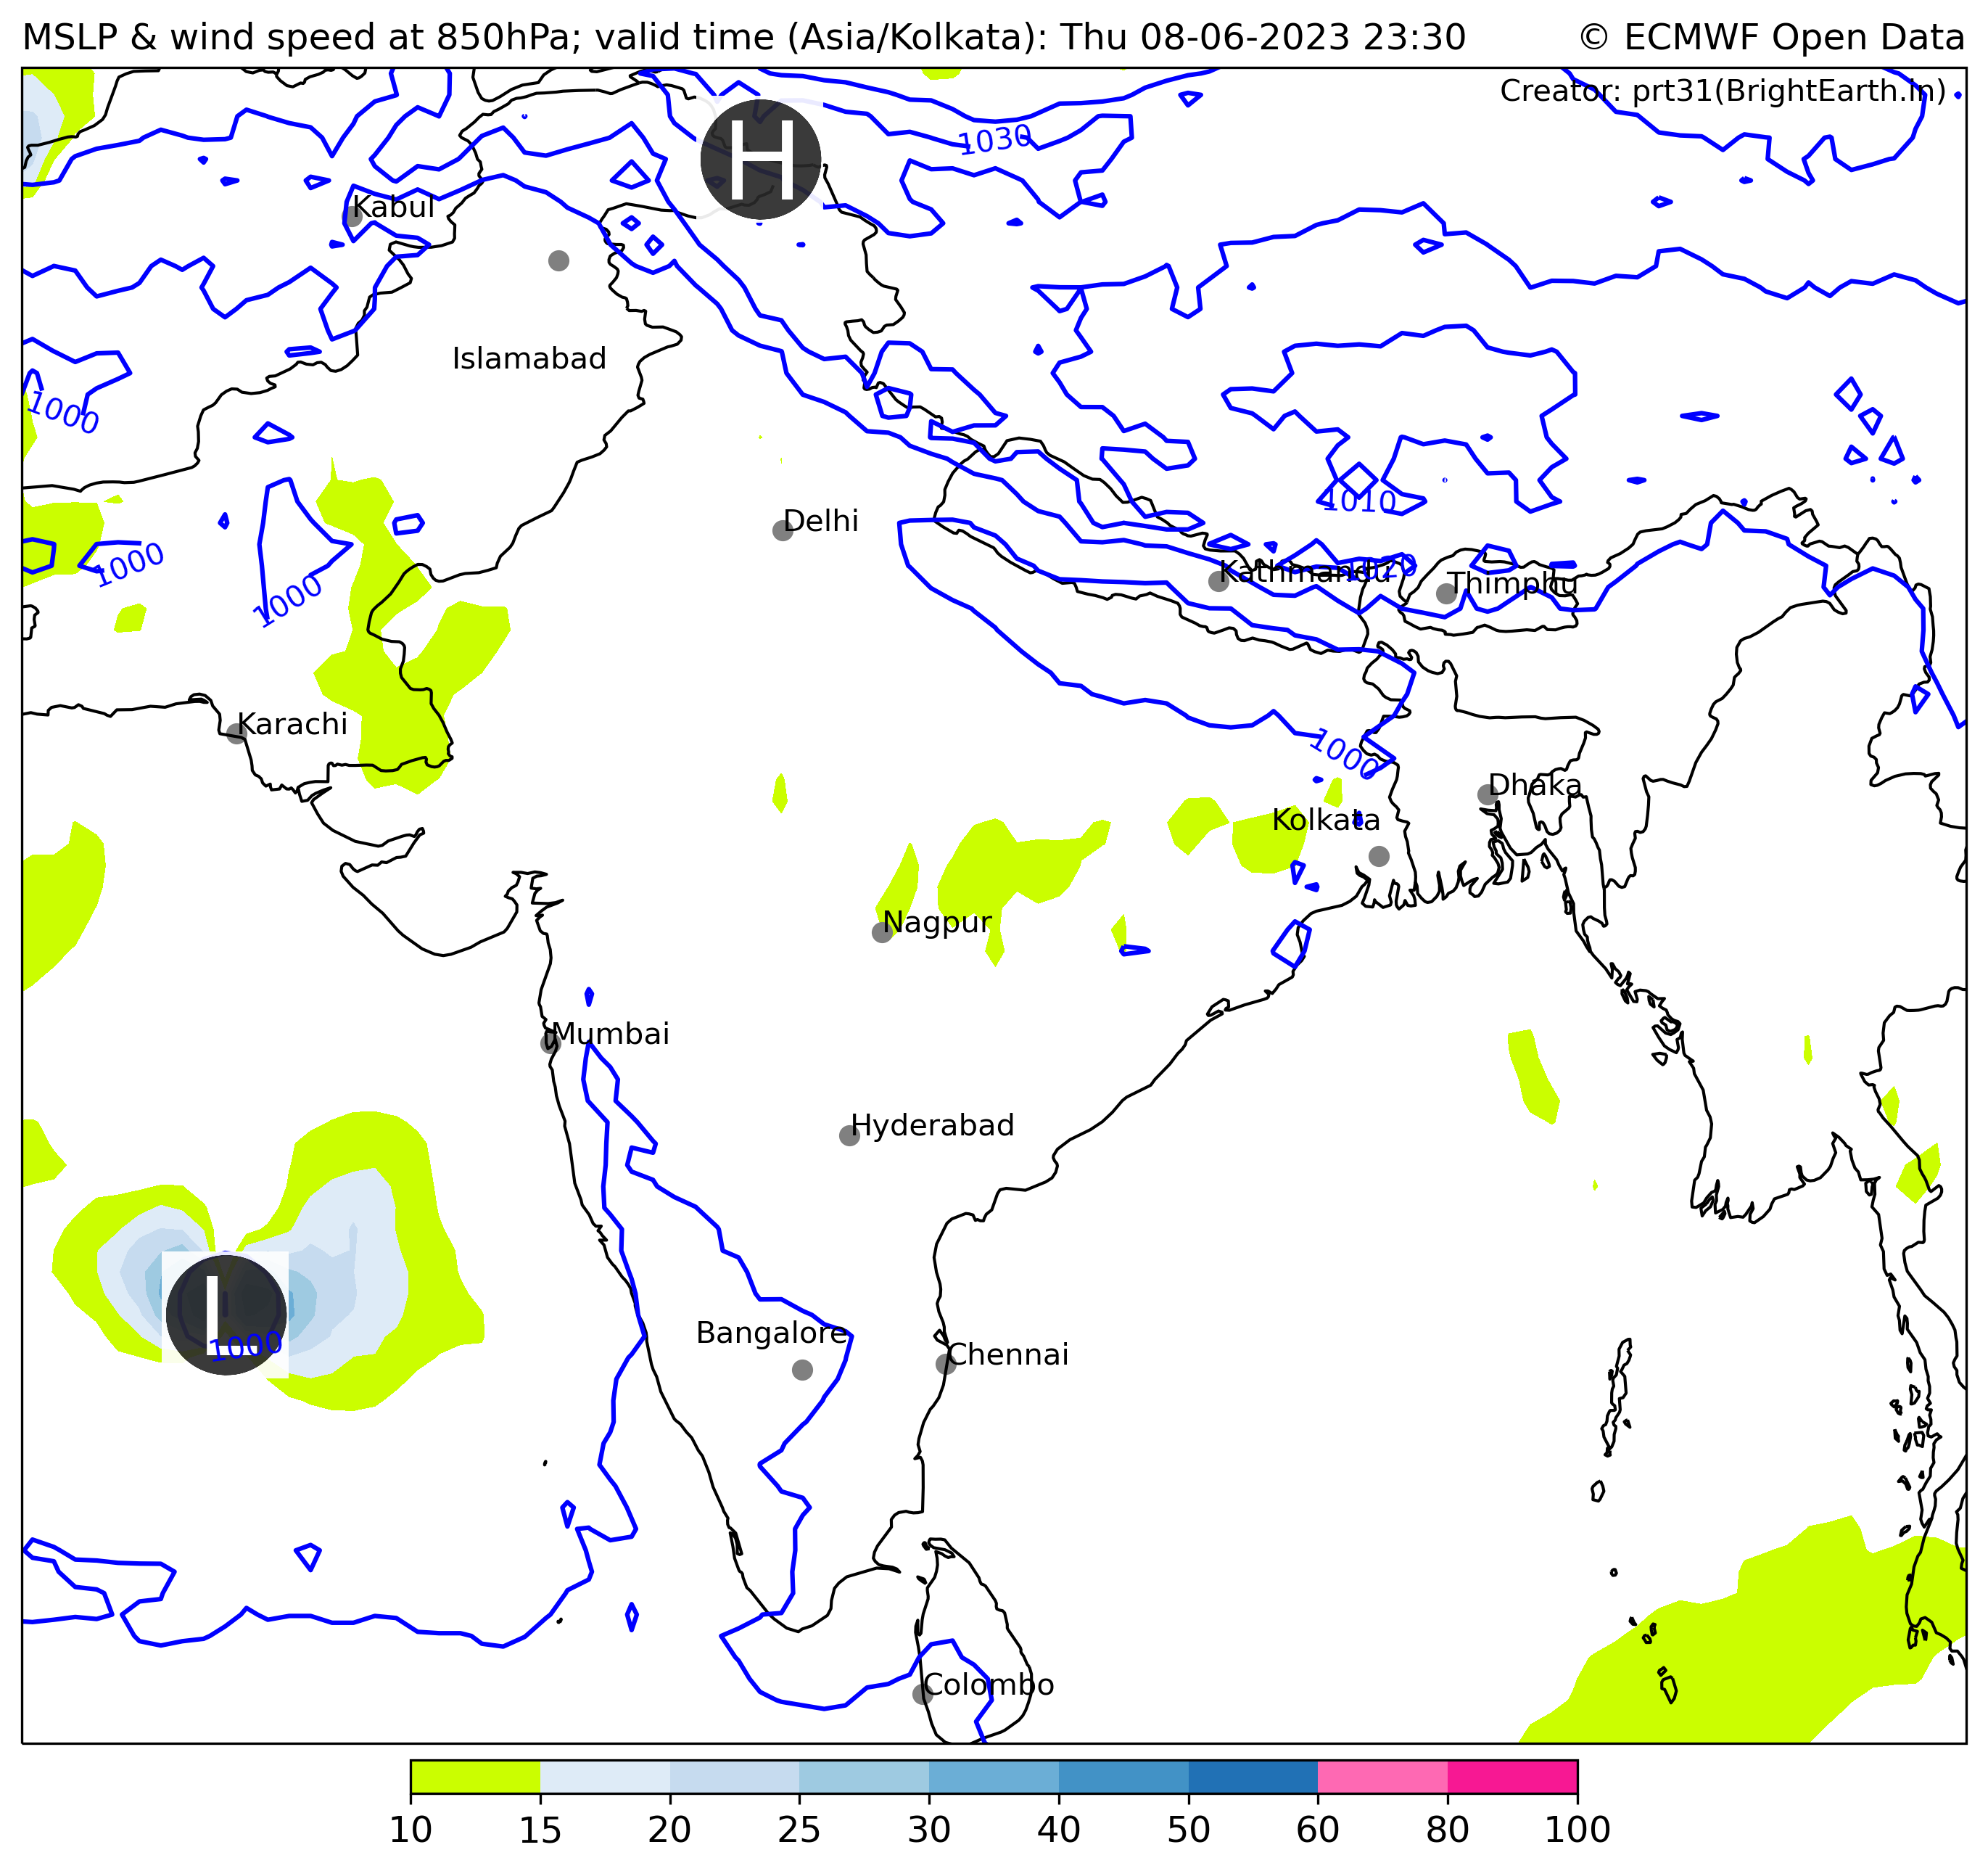 MSLP & wind speed at 850hPa; valid time (Asia/Kolkata): Thu 08-06-2023 23:30 © ECMWF Open Data
Creator: prt31(BrightEarth.in)
H
1030
Kabul
Islamabad
1000
1010
Delhi
1000
Kathmandu
1020
Thimphu
1000
Karachi
1000
Dhaka
Kolkata
Nagpur
Mumbai
Hyderabad
L
1000
Bangalore
Chennai
Colombo
10 15 20 25 30 40 50 60 80 100